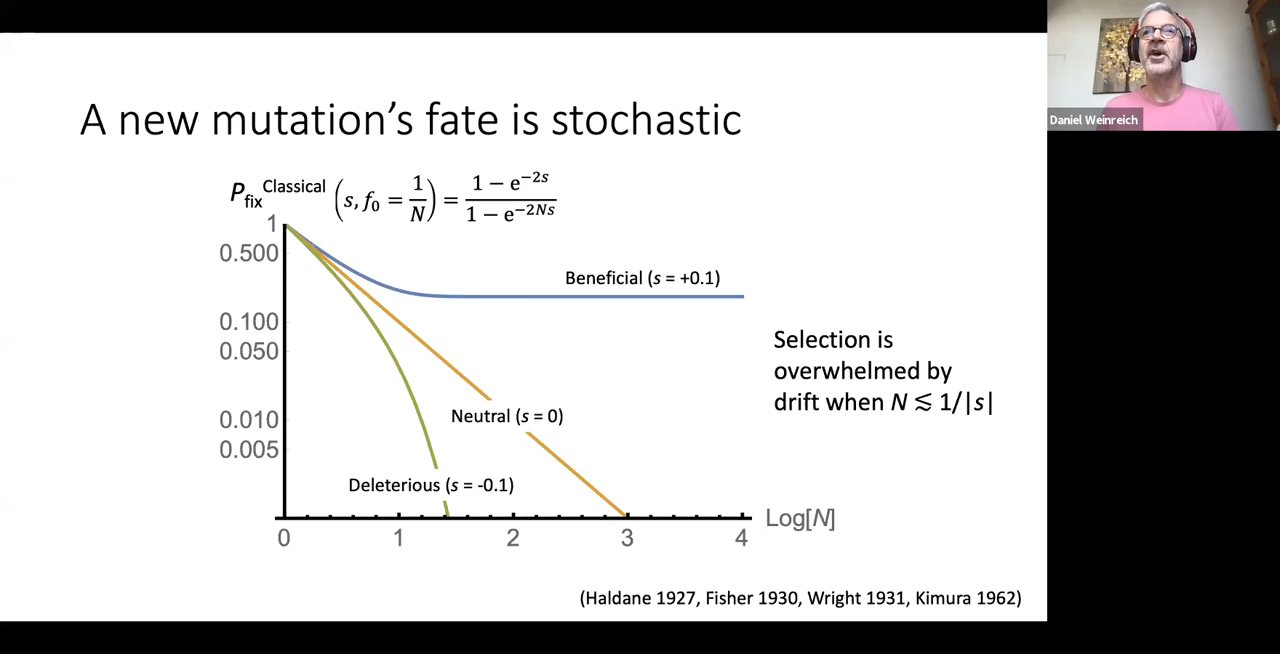 A new mutation's fate is stochastic
P_fix^Classical (s, f₀ = 1/N) = (1 − e^(−2s))/(1 − e^(−2Ns))
1
0.500
0.100
0.050
0.010
0.005
Beneficial (s = +0.1)
Neutral (s = 0)
Deleterious (s = -0.1)
0 1 2 3 4
Log[N]
Selection is
overwhelmed by
drift when N ≲ 1/|s|
(Haldane 1927, Fisher 1930, Wright 1931, Kimura 1962)
Daniel Weinreich